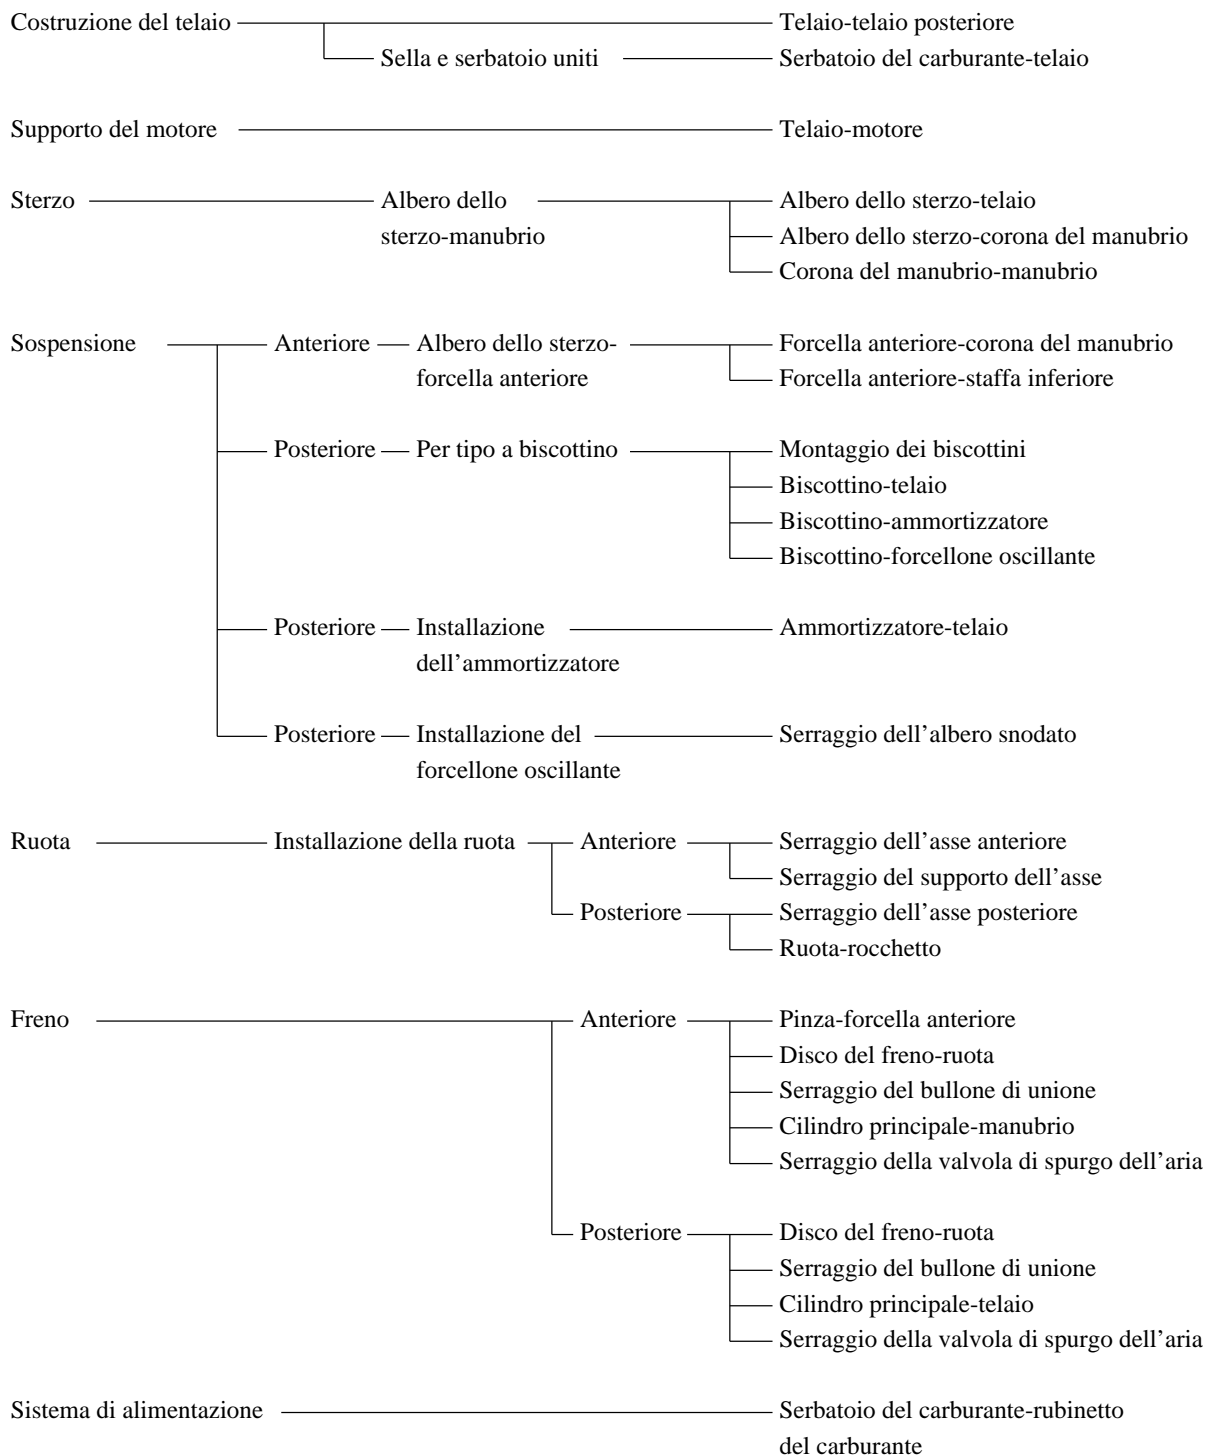 Costruzione del telaio Telaio-telaio posteriore
Sella e serbatoio uniti Serbatoio del carburante-telaio
Supporto del motore Telaio-motore
Sterzo Albero dello Albero dello sterzo-telaio
sterzo-manubrio Albero dello sterzo-corona del manubrio
Corona del manubrio-manubrio
Sospensione Anteriore Albero dello sterzo- Forcella anteriore-corona del manubrio
forcella anteriore Forcella anteriore-staffa inferiore
Posteriore Per tipo a biscottino Montaggio dei biscottini
Biscottino-telaio
Biscottino-ammortizzatore
Biscottino-forcellone oscillante
Posteriore Installazione Ammortizzatore-telaio
dell’ammortizzatore
Posteriore Installazione del Serraggio dell’albero snodato
forcellone oscillante
Ruota Installazione della ruota Anteriore Serraggio dell’asse anteriore
Serraggio del supporto dell’asse
Posteriore Serraggio dell’asse posteriore
Ruota-rocchetto
Freno Anteriore Pinza-forcella anteriore
Disco del freno-ruota
Serraggio del bullone di unione
Cilindro principale-manubrio
Serraggio della valvola di spurgo dell’aria
Posteriore Disco del freno-ruota
Serraggio del bullone di unione
Cilindro principale-telaio
Serraggio della valvola di spurgo dell’aria
Sistema di alimentazione Serbatoio del carburante-rubinetto
del carburante